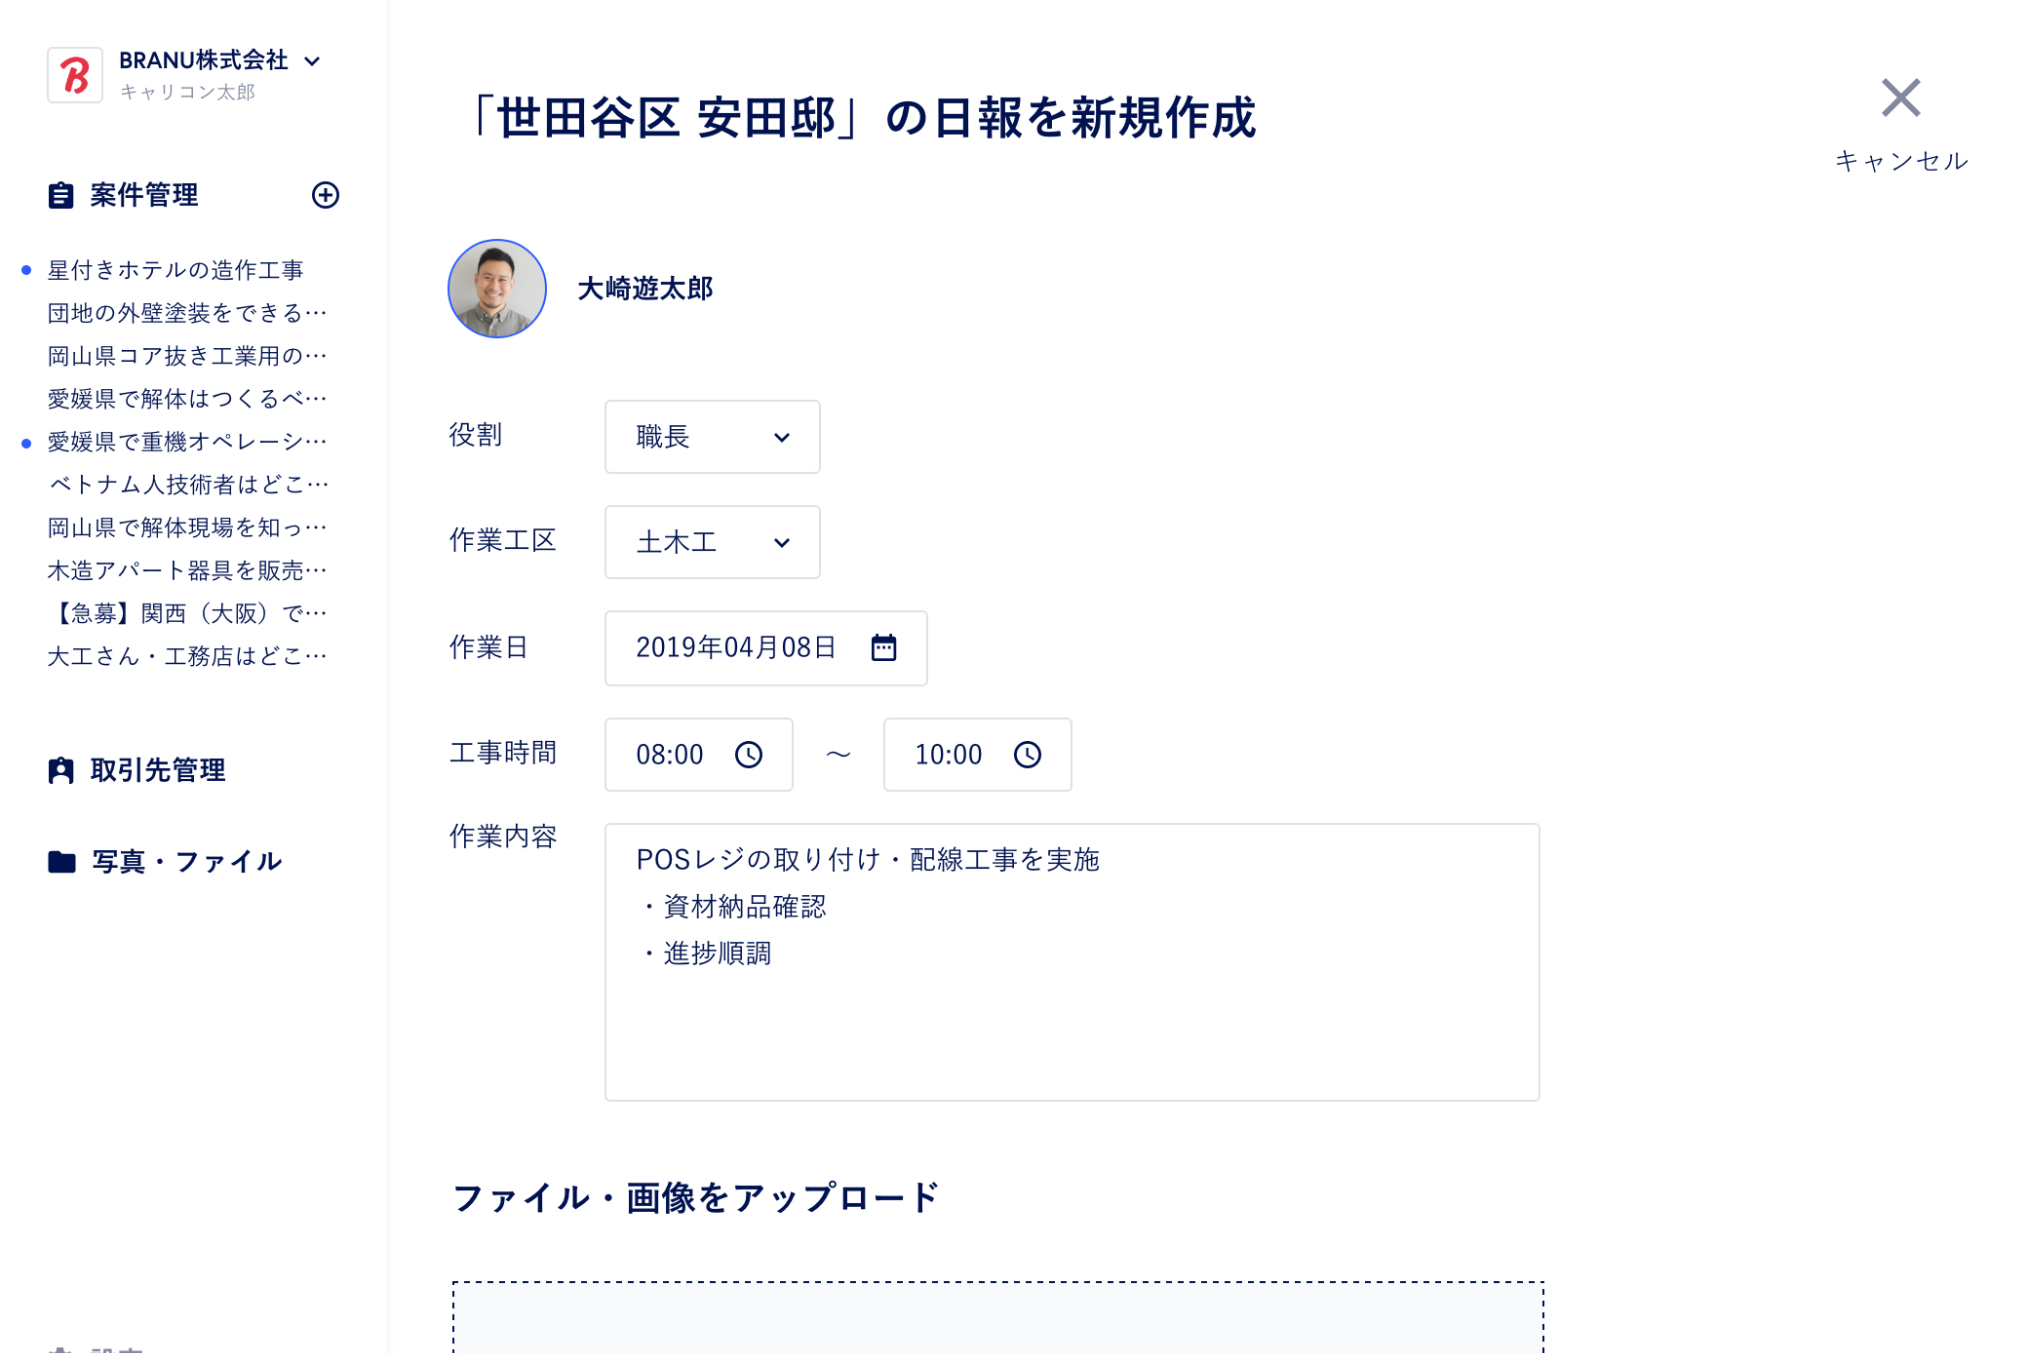 BRANU株式会社
キャリコン太郎
案件管理
星付きホテルの造作工事
団地の外壁塗装をできる…
岡山県コア抜き工業用の…
愛媛県で解体はつくるべ…
愛媛県で重機オペレーシ…
ベトナム人技術者はどこ…
岡山県で解体現場を知っ…
木造アパート器具を販売…
【急募】関西（大阪）で…
大工さん・工務店はどこ…
取引先管理
写真・ファイル
「世田谷区 安田邸」の日報を新規作成
キャンセル
大崎遊太郎
役割 職長
作業工区 土木工
作業日 2019年04月08日
工事時間 08:00 〜 10:00
作業内容
POSレジの取り付け・配線工事を実施
・資材納品確認
・進捗順調
ファイル・画像をアップロード